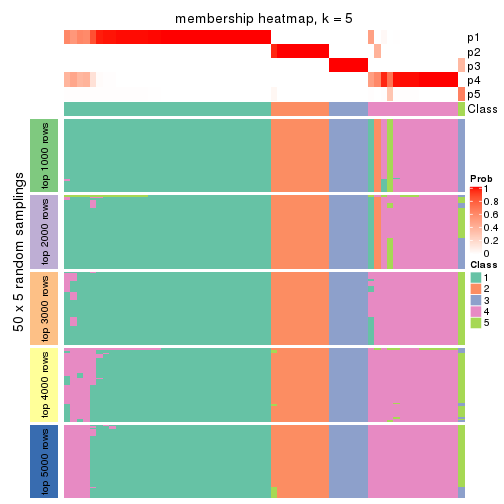 membership heatmap, k = 5
p1
p2
p3
p4
p5
Class
50 x 5 random samplings
top 1000 rows
top 2000 rows
top 3000 rows
top 4000 rows
top 5000 rows
Prob
1
0.8
0.6
0.4
0.2
0
Class
1
2
3
4
5